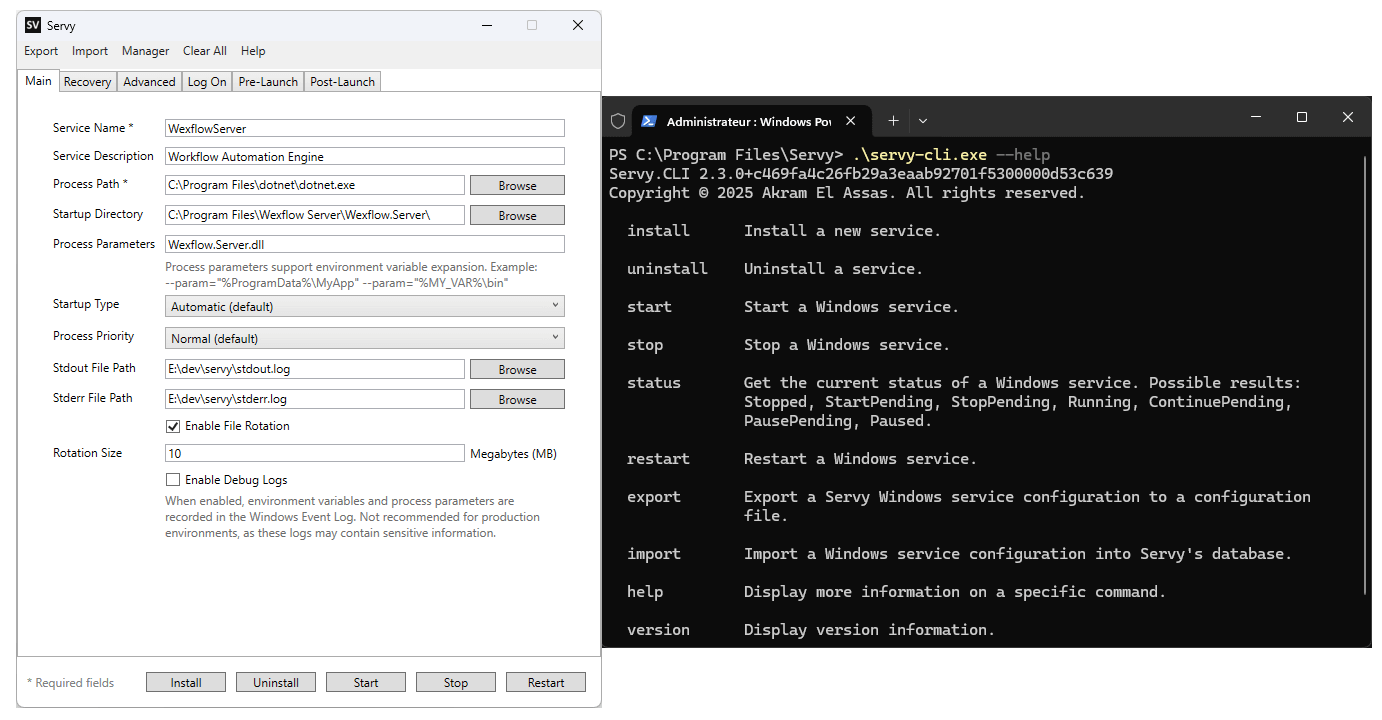 SV Servy
Export Import Manager Clear All Help
Main Recovery Advanced Log On Pre-Launch Post-Launch
Service Name * WexflowServer
Service Description Workflow Automation Engine
Process Path * C:\Program Files\dotnet\dotnet.exe Browse
Startup Directory C:\Program Files\Wexflow Server\Wexflow.Server\ Browse
Process Parameters Wexflow.Server.dll
Process parameters support environment variable expansion. Example:
--param="%ProgramData%\MyApp" --param="%MY_VAR%\bin"
Startup Type Automatic (default)
Process Priority Normal (default)
Stdout File Path E:\dev\servy\stdout.log Browse
Stderr File Path E:\dev\servy\stderr.log Browse
Enable File Rotation
Rotation Size 10 Megabytes (MB)
Enable Debug Logs
When enabled, environment variables and process parameters are
recorded in the Windows Event Log. Not recommended for production
environments, as these logs may contain sensitive information.
* Required fields Install Uninstall Start Stop Restart
Administrateur : Windows Pov
PS C:\Program Files\Servy> .\servy-cli.exe --help
Servy.CLI 2.3.0+c469fa4c26fb29a3eaab92701f5300000d53c639
Copyright © 2025 Akram El Assas. All rights reserved.
install Install a new service.
uninstall Uninstall a service.
start Start a Windows service.
stop Stop a Windows service.
status Get the current status of a Windows service. Possible results:
Stopped, StartPending, StopPending, Running, ContinuePending,
PausePending, Paused.
restart Restart a Windows service.
export Export a Servy Windows service configuration to a configuration
file.
import Import a Windows service configuration into Servy's database.
help Display more information on a specific command.
version Display version information.